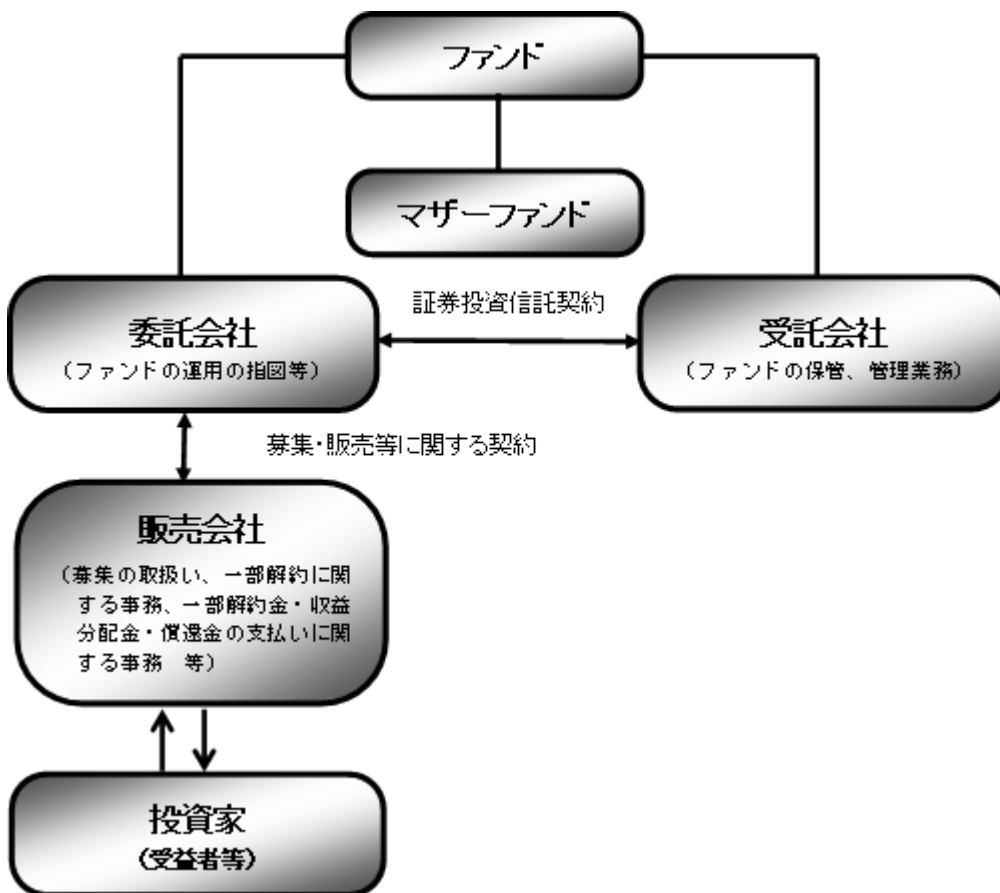 ファンド
マザーファンド
委託会社
（ファンドの運用の指図等）
証券投資信託契約
受託会社
（ファンドの保管、管理業務）
募集・販売等に関する契約
販売会社
（募集の取扱い、一部解約に関
する事務、一部解約金・収益
分配金・償還金の支払いに関
する事務　等）
投資家
（受益者等）